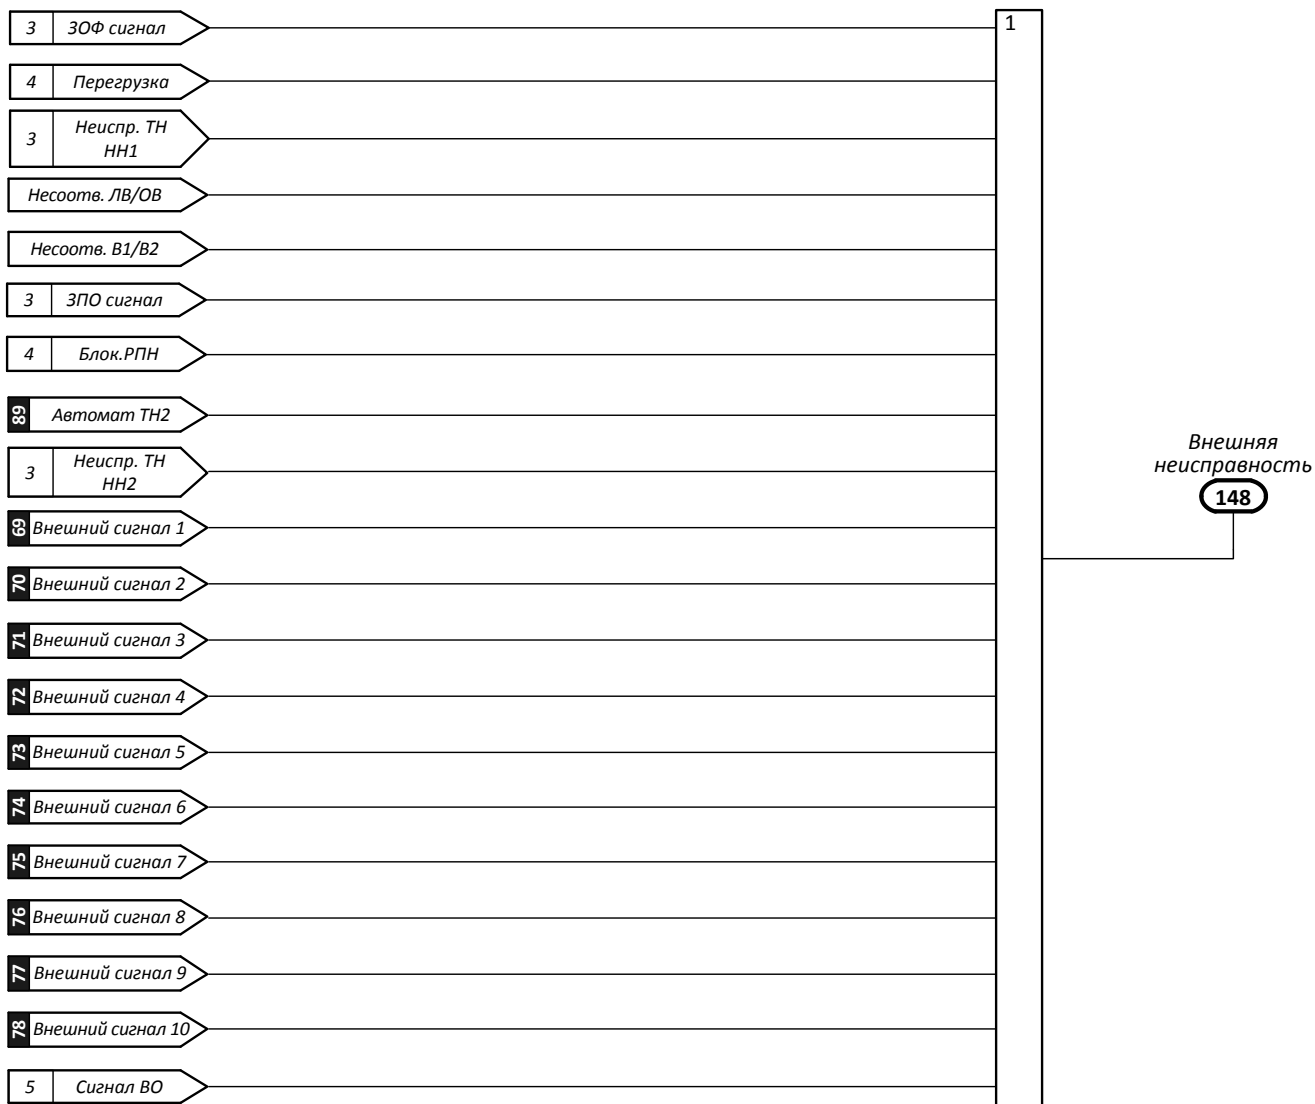 3 ЗОФ сигнал
1
4 Перегрузка
3 Неиспр. ТН
НН1
Несоотв. ЛВ/ОВ
Несоотв. В1/В2
3 ЗПО сигнал
4 Блок.РПН
89 Автомат ТН2
3 Неиспр. ТН
НН2
Внешняя
неисправность
148
69 Внешний сигнал 1
70 Внешний сигнал 2
71 Внешний сигнал 3
72 Внешний сигнал 4
73 Внешний сигнал 5
74 Внешний сигнал 6
75 Внешний сигнал 7
76 Внешний сигнал 8
77 Внешний сигнал 9
78 Внешний сигнал 10
5 Сигнал ВО